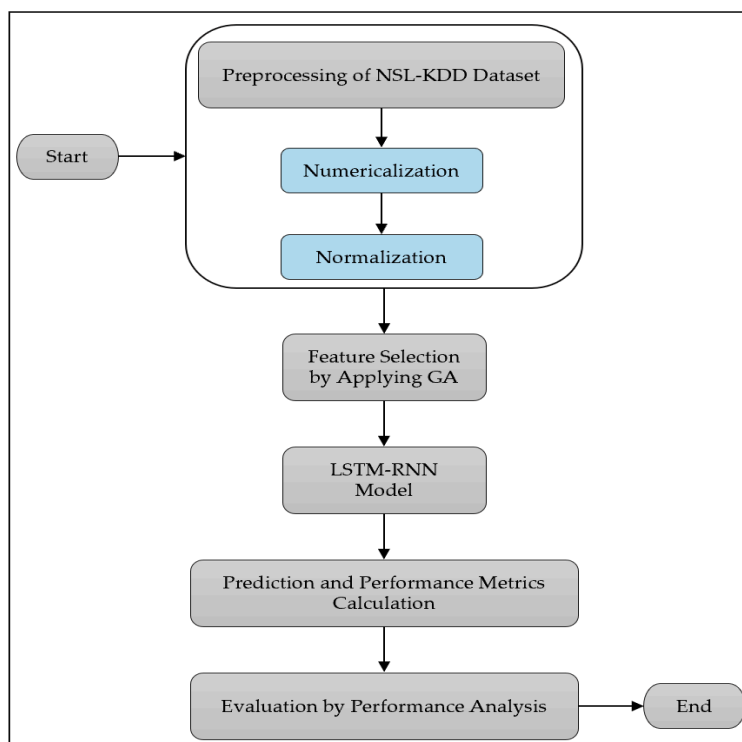 Preprocessing of NSL-KDD Dataset
Start
Numericalization
Normalization
Feature Selection
by Applying GA
LSTM-RNN
Model
Prediction and Performance Metrics
Calculation
Evaluation by Performance Analysis
End